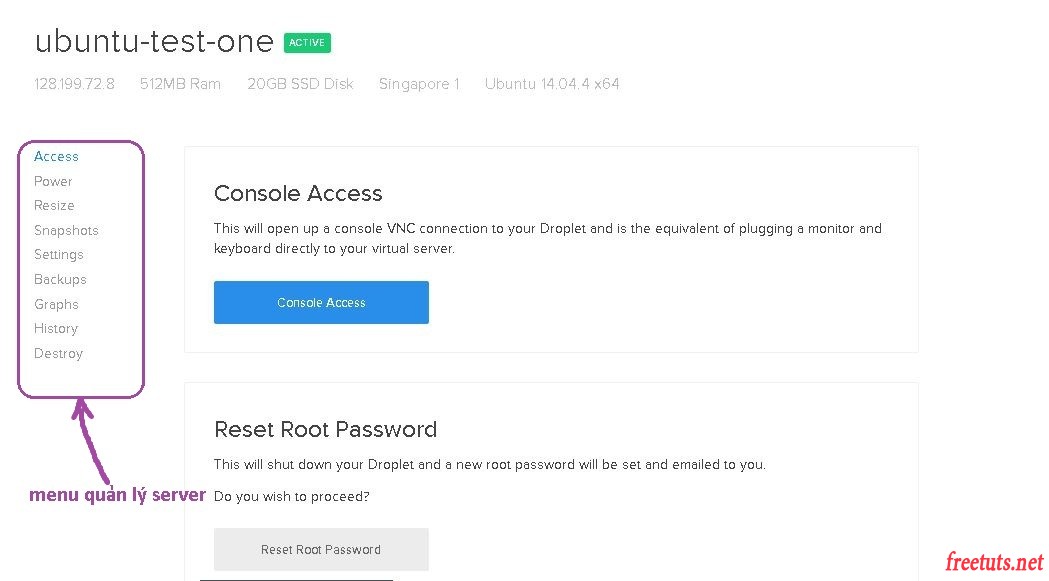 ubuntu-test-one ACTIVE
128.199.72.8 512MB Ram 20GB SSD Disk Singapore 1 Ubuntu 14.04.4 x64
Access
Power
Resize
Snapshots
Settings
Backups
Graphs
History
Destroy
menu quản lý server
Console Access
This will open up a console VNC connection to your Droplet and is the equivalent of plugging a monitor and
keyboard directly to your virtual server.
Console Access
Reset Root Password
This will shut down your Droplet and a new root password will be set and emailed to you.
Do you wish to proceed?
Reset Root Password
freetuts.net